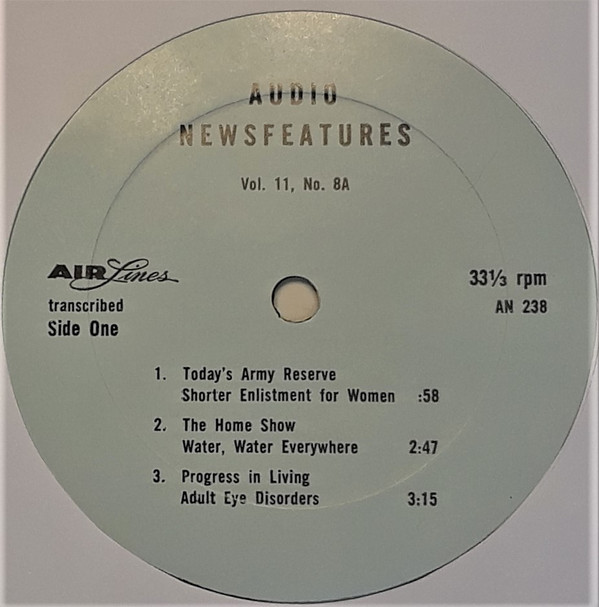 AUDIO
NEWSFEATURES
Vol. 11, No. 8A
AIR Lines
transcribed
Side One
33⅓ rpm
AN 238
1. Today's Army Reserve
Shorter Enlistment for Women :58
2. The Home Show
Water, Water Everywhere 2:47
3. Progress in Living
Adult Eye Disorders 3:15